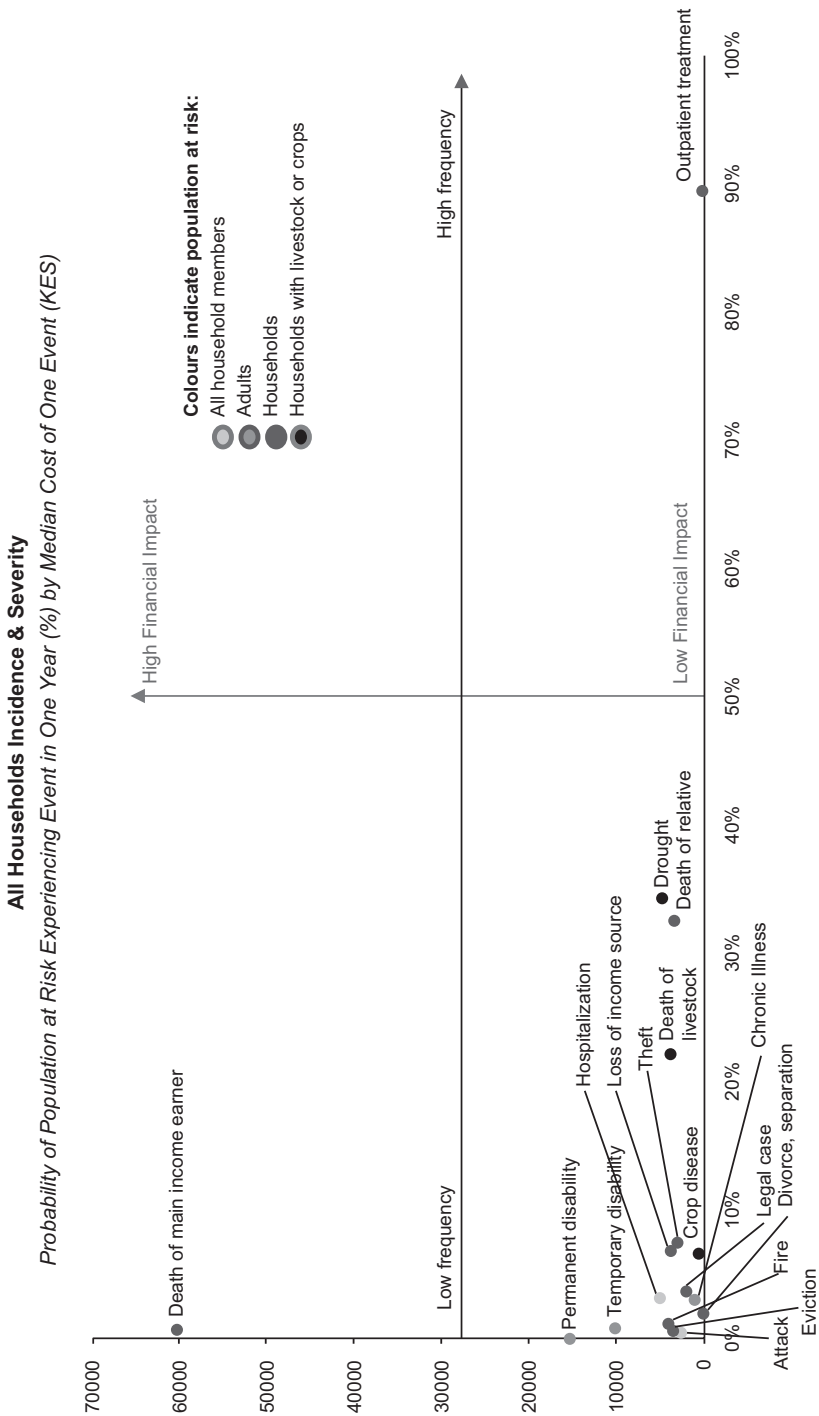 All Households Incidence & Severity
Probability of Population at Risk Experiencing Event in One Year (%) by Median Cost of One Event (KES)
70000
60000
50000
40000
30000
20000
10000
0
High Financial Impact
Colours indicate population at risk:
All household members
Adults
Households
Households with livestock or crops
Death of main income earner
Low frequency
High frequency
Permanent disability
Temporary disability
Hospitalization
Loss of income source
Theft
Crop disease
Death of
livestock
Drought
Death of relative
Low Financial Impact
Outpatient treatment
0%
10%
20%
30%
40%
50%
60%
70%
80%
90%
100%
Attack
Eviction
Fire
Legal case
Divorce, separation
Chronic Illness